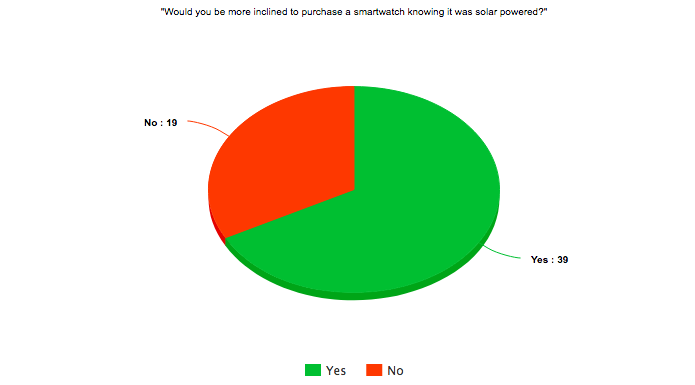 "Would you be more inclined to purchase a smartwatch knowing it was solar powered?"
No : 19
Yes : 39
Yes No